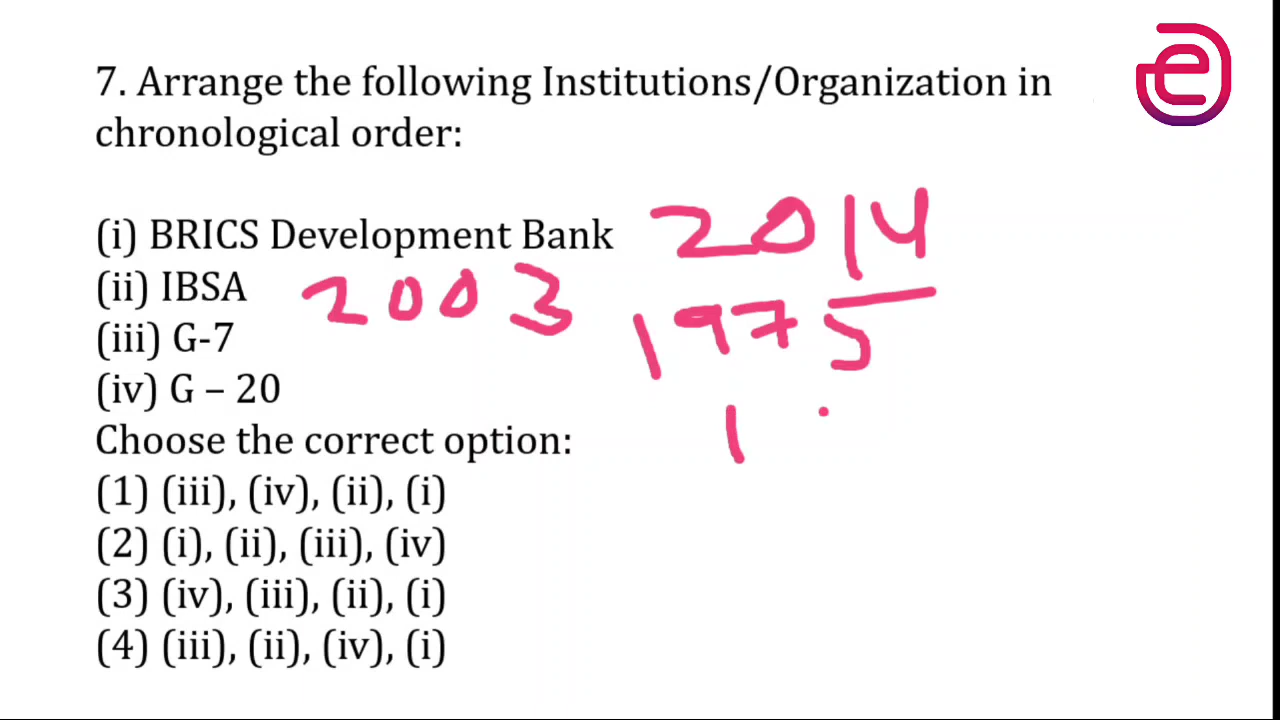 7. Arrange the following Institutions/Organization in
chronological order:
(i) BRICS Development Bank 2014
(ii) IBSA 2003
(iii) G-7 1975
(iv) G – 20 1
Choose the correct option:
(1) (iii), (iv), (ii), (i)
(2) (i), (ii), (iii), (iv)
(3) (iv), (iii), (ii), (i)
(4) (iii), (ii), (iv), (i)